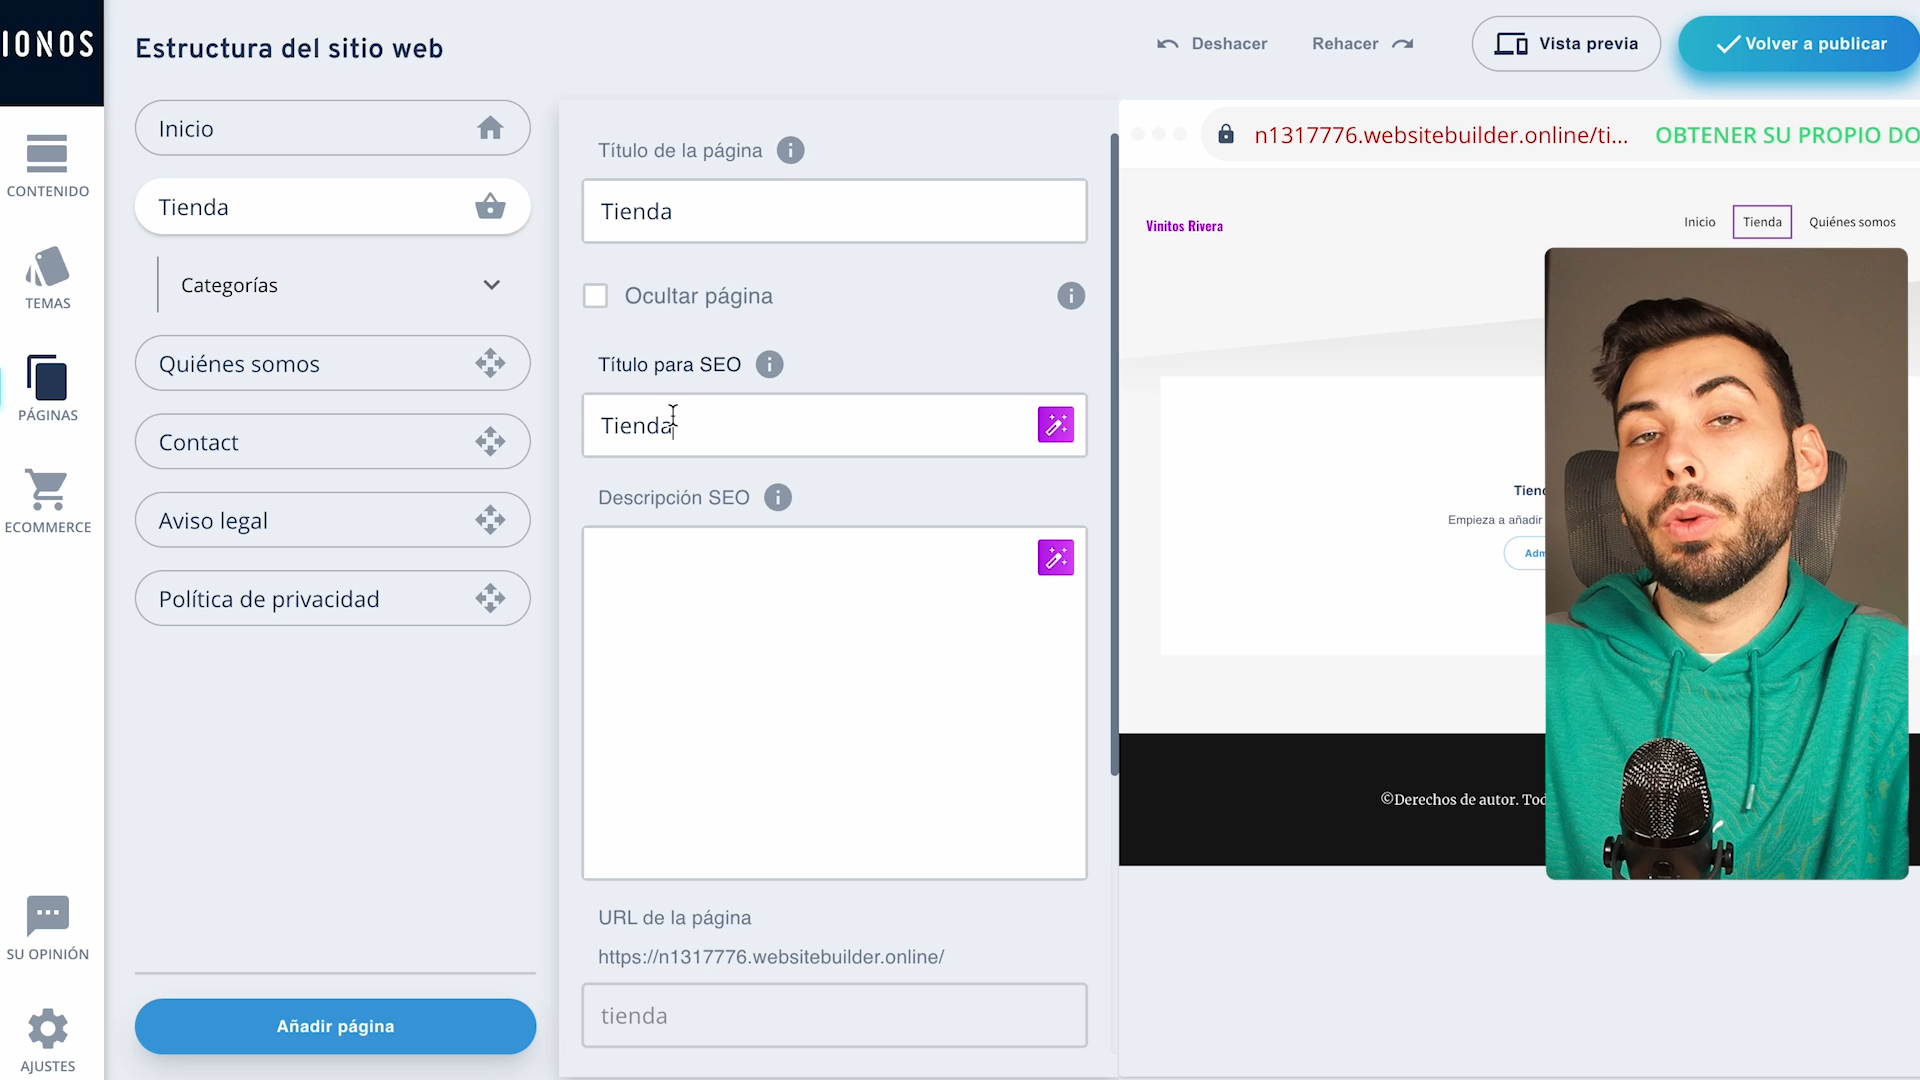 IONOS
Estructura del sitio web
Deshacer
Rehacer
Vista previa
Volver a publicar
CONTENIDO
TEMAS
PÁGINAS
ECOMMERCE
SU OPINIÓN
AJUSTES
Inicio
Tienda
Categorías
Quiénes somos
Contact
Aviso legal
Política de privacidad
Añadir página
Título de la página
Tienda
Ocultar página
Título para SEO
Tienda
Descripción SEO
URL de la página
https://n1317776.websitebuilder.online/
tienda
n1317776.websitebuilder.online/ti...
OBTENER SU PROPIO DO
Vinitos Rivera
Inicio
Tienda
Quiénes somos
Empieza a añadir
©Derechos de autor.